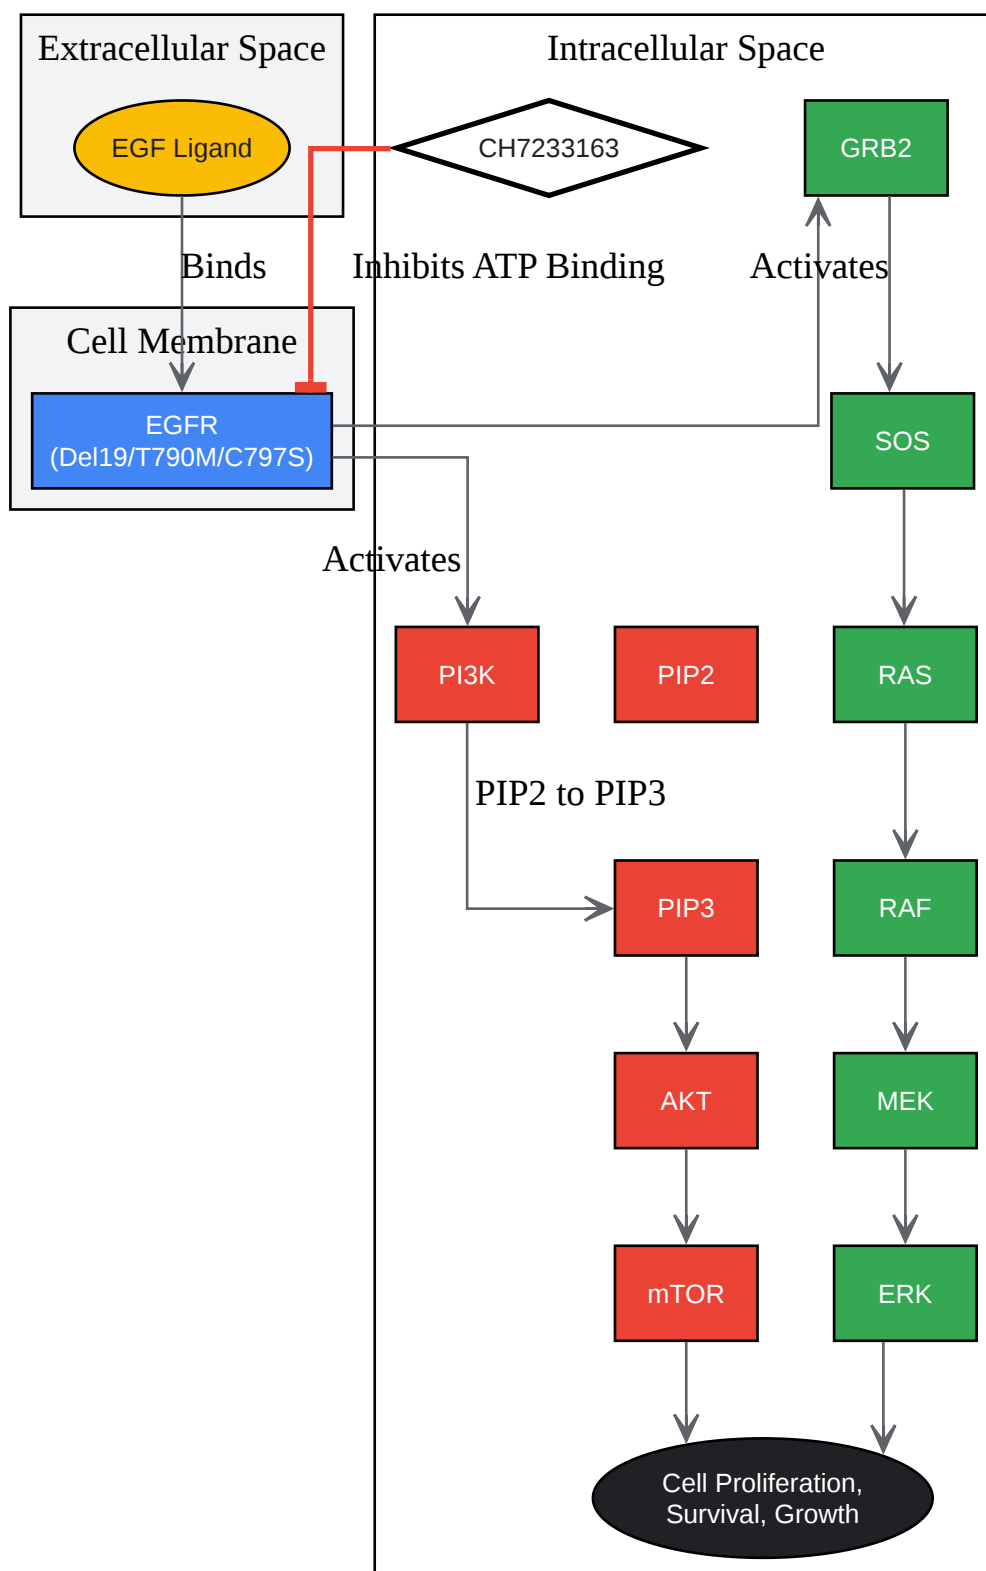 Extracellular Space
Intracellular Space
EGF Ligand
CH7233163
GRB2
Binds
Inhibits ATP Binding
Activates
Cell Membrane
EGFR
(Del19/T790M/C797S)
SOS
Activates
PI3K
PIP2
RAS
PIP2 to PIP3
PIP3
RAF
AKT
MEK
mTOR
ERK
Cell Proliferation,
Survival, Growth